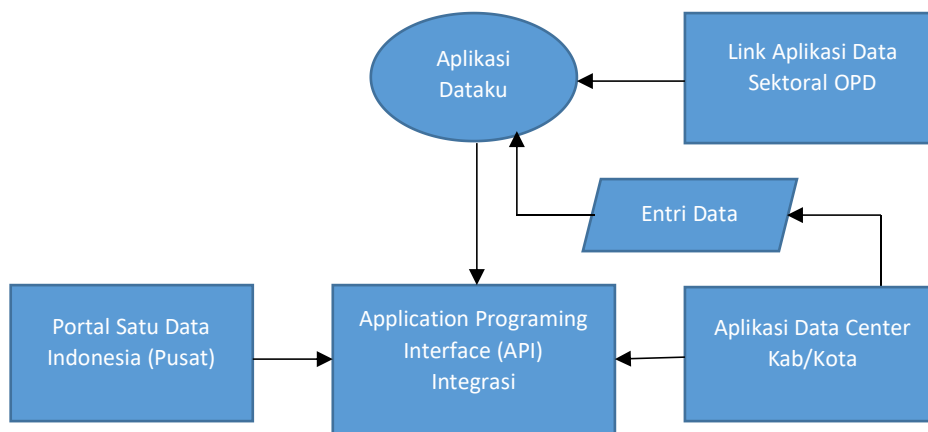 Aplikasi
Dataku
Link Aplikasi Data
Sektoral OPD
Entri Data
Portal Satu Data
Indonesia (Pusat)
Application Programing
Interface (API)
Integrasi
Aplikasi Data Center
Kab/Kota